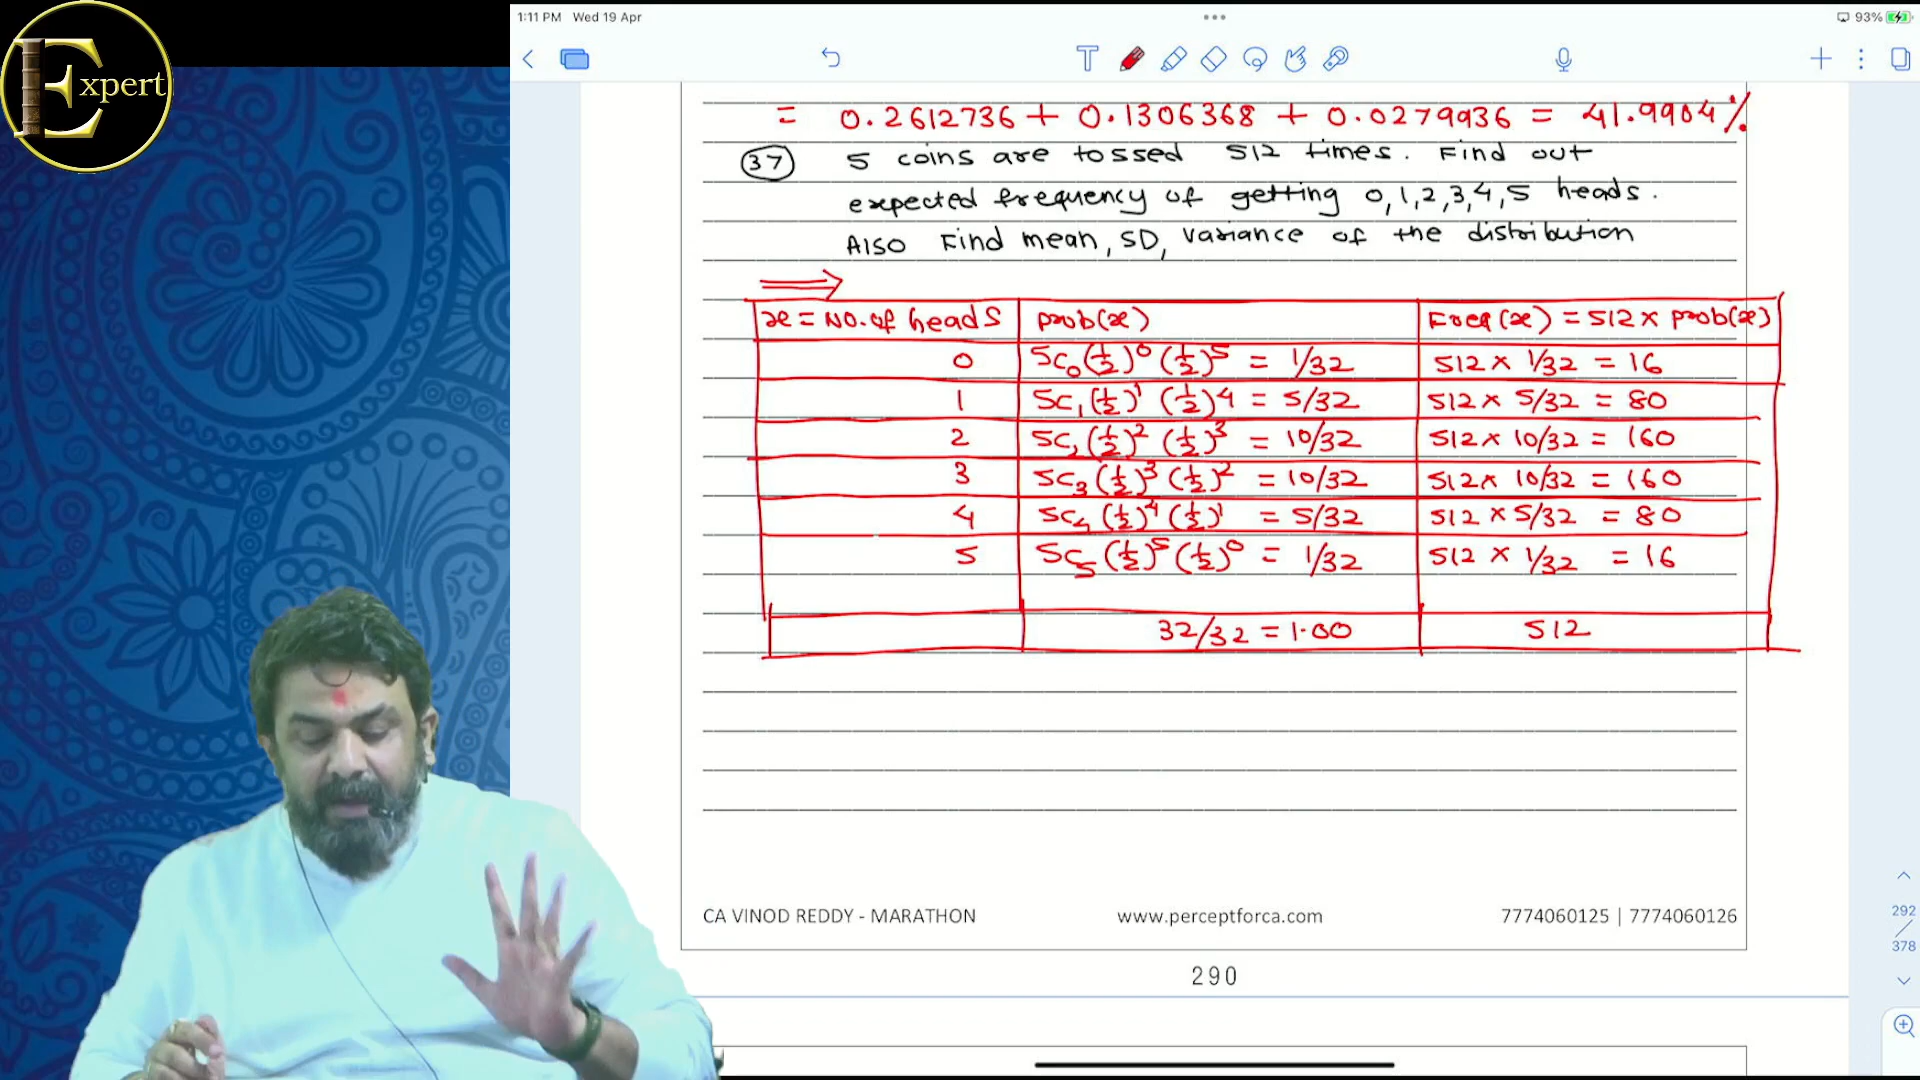 Expert
1:11 PM Wed 19 Apr
93%
= 0.2612736 + 0.1306368 + 0.0279936 = 41.9904%
37 5 coins are tossed 512 times. Find out
expected frequency of getting 0,1,2,3,4,5 heads.
Also Find mean, SD, variance of the distribution
x = No. of heads prob(x) Freq(x) = 512 × prob(x)
0 5C₀(1/2)⁰(1/2)⁵ = 1/32 512 × 1/32 = 16
1 5C₁(1/2)¹(1/2)⁴ = 5/32 512 × 5/32 = 80
2 5C₂(1/2)²(1/2)³ = 10/32 512 × 10/32 = 160
3 5C₃(1/2)³(1/2)² = 10/32 512 × 10/32 = 160
4 5C₄(1/2)⁴(1/2)¹ = 5/32 512 × 5/32 = 80
5 5C₅(1/2)⁵(1/2)⁰ = 1/32 512 × 1/32 = 16
32/32 = 1.00 512
CA VINOD REDDY - MARATHON www.perceptforca.com 7774060125 | 7774060126
290
292
378